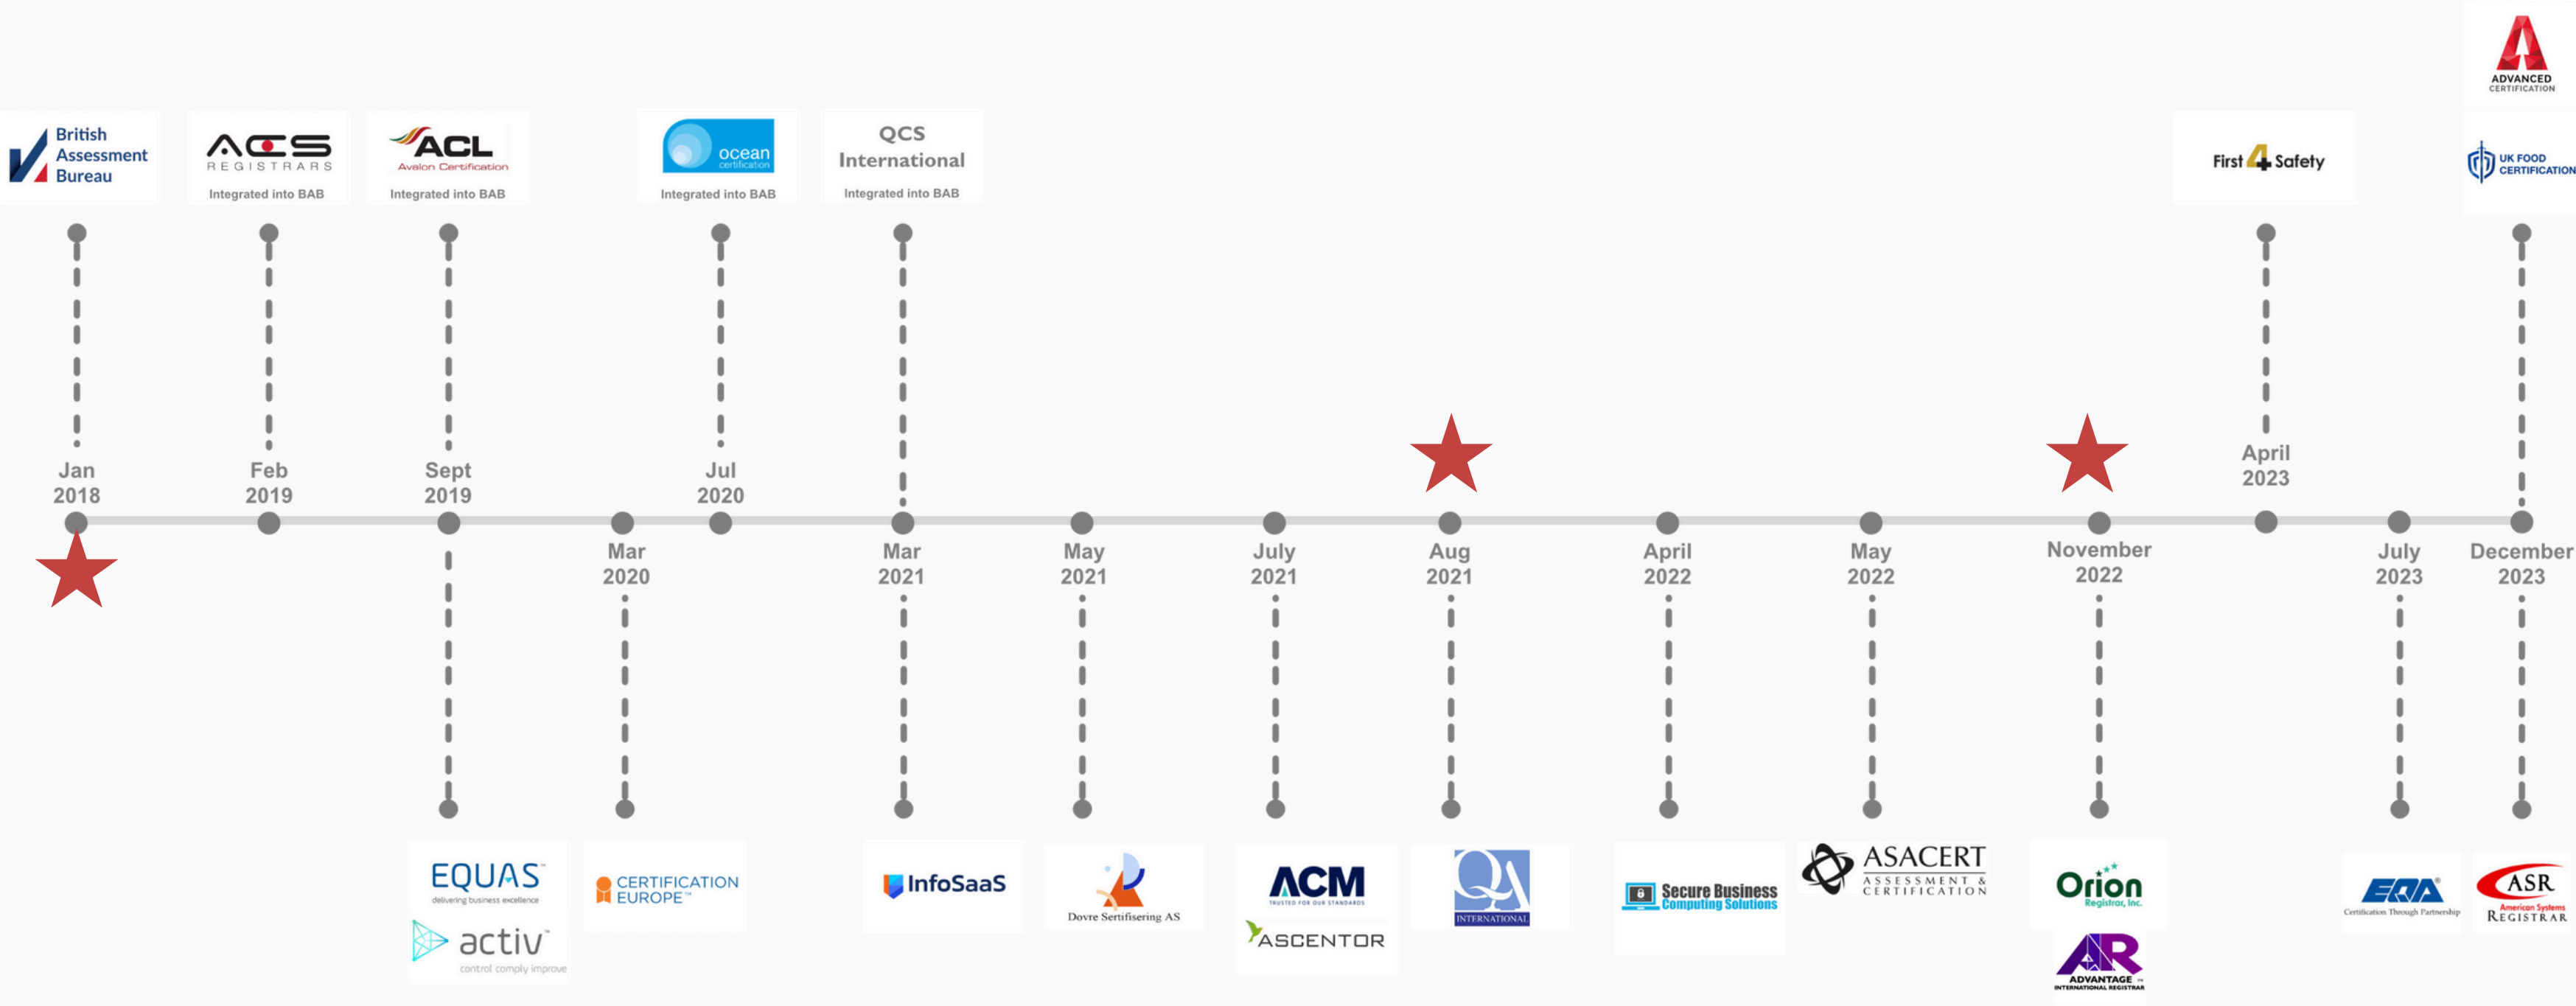 ADVANCED
CERTIFICATION
British
Assessment
Bureau
ACS
REGISTRARS
Integrated into BAB
ACL
Avalon Certification
Integrated into BAB
ocean
certification
Integrated into BAB
QCS
International
Integrated into BAB
First 4 Safety
UK FOOD
CERTIFICATION
Jan
2018
Feb
2019
Sept
2019
Jul
2020
April
2023
Mar
2020
Mar
2021
May
2021
July
2021
Aug
2021
April
2022
May
2022
November
2022
July
2023
December
2023
EQUAS™
delivering business excellence
activ™
control comply improve
CERTIFICATION
EUROPE™
InfoSaaS
Dovre Sertifisering AS
ACM
TRUSTED FOR OUR STANDARDS
ASCENTOR
QA
INTERNATIONAL
Secure Business
Computing Solutions
ASACERT
ASSESSMENT &
CERTIFICATION
Orion
Registrar, Inc.
AIR
ADVANTAGE ™
INTERNATIONAL REGISTRAR
EQA®
Certification Through Partnership
ASR
American Systems
REGISTRAR